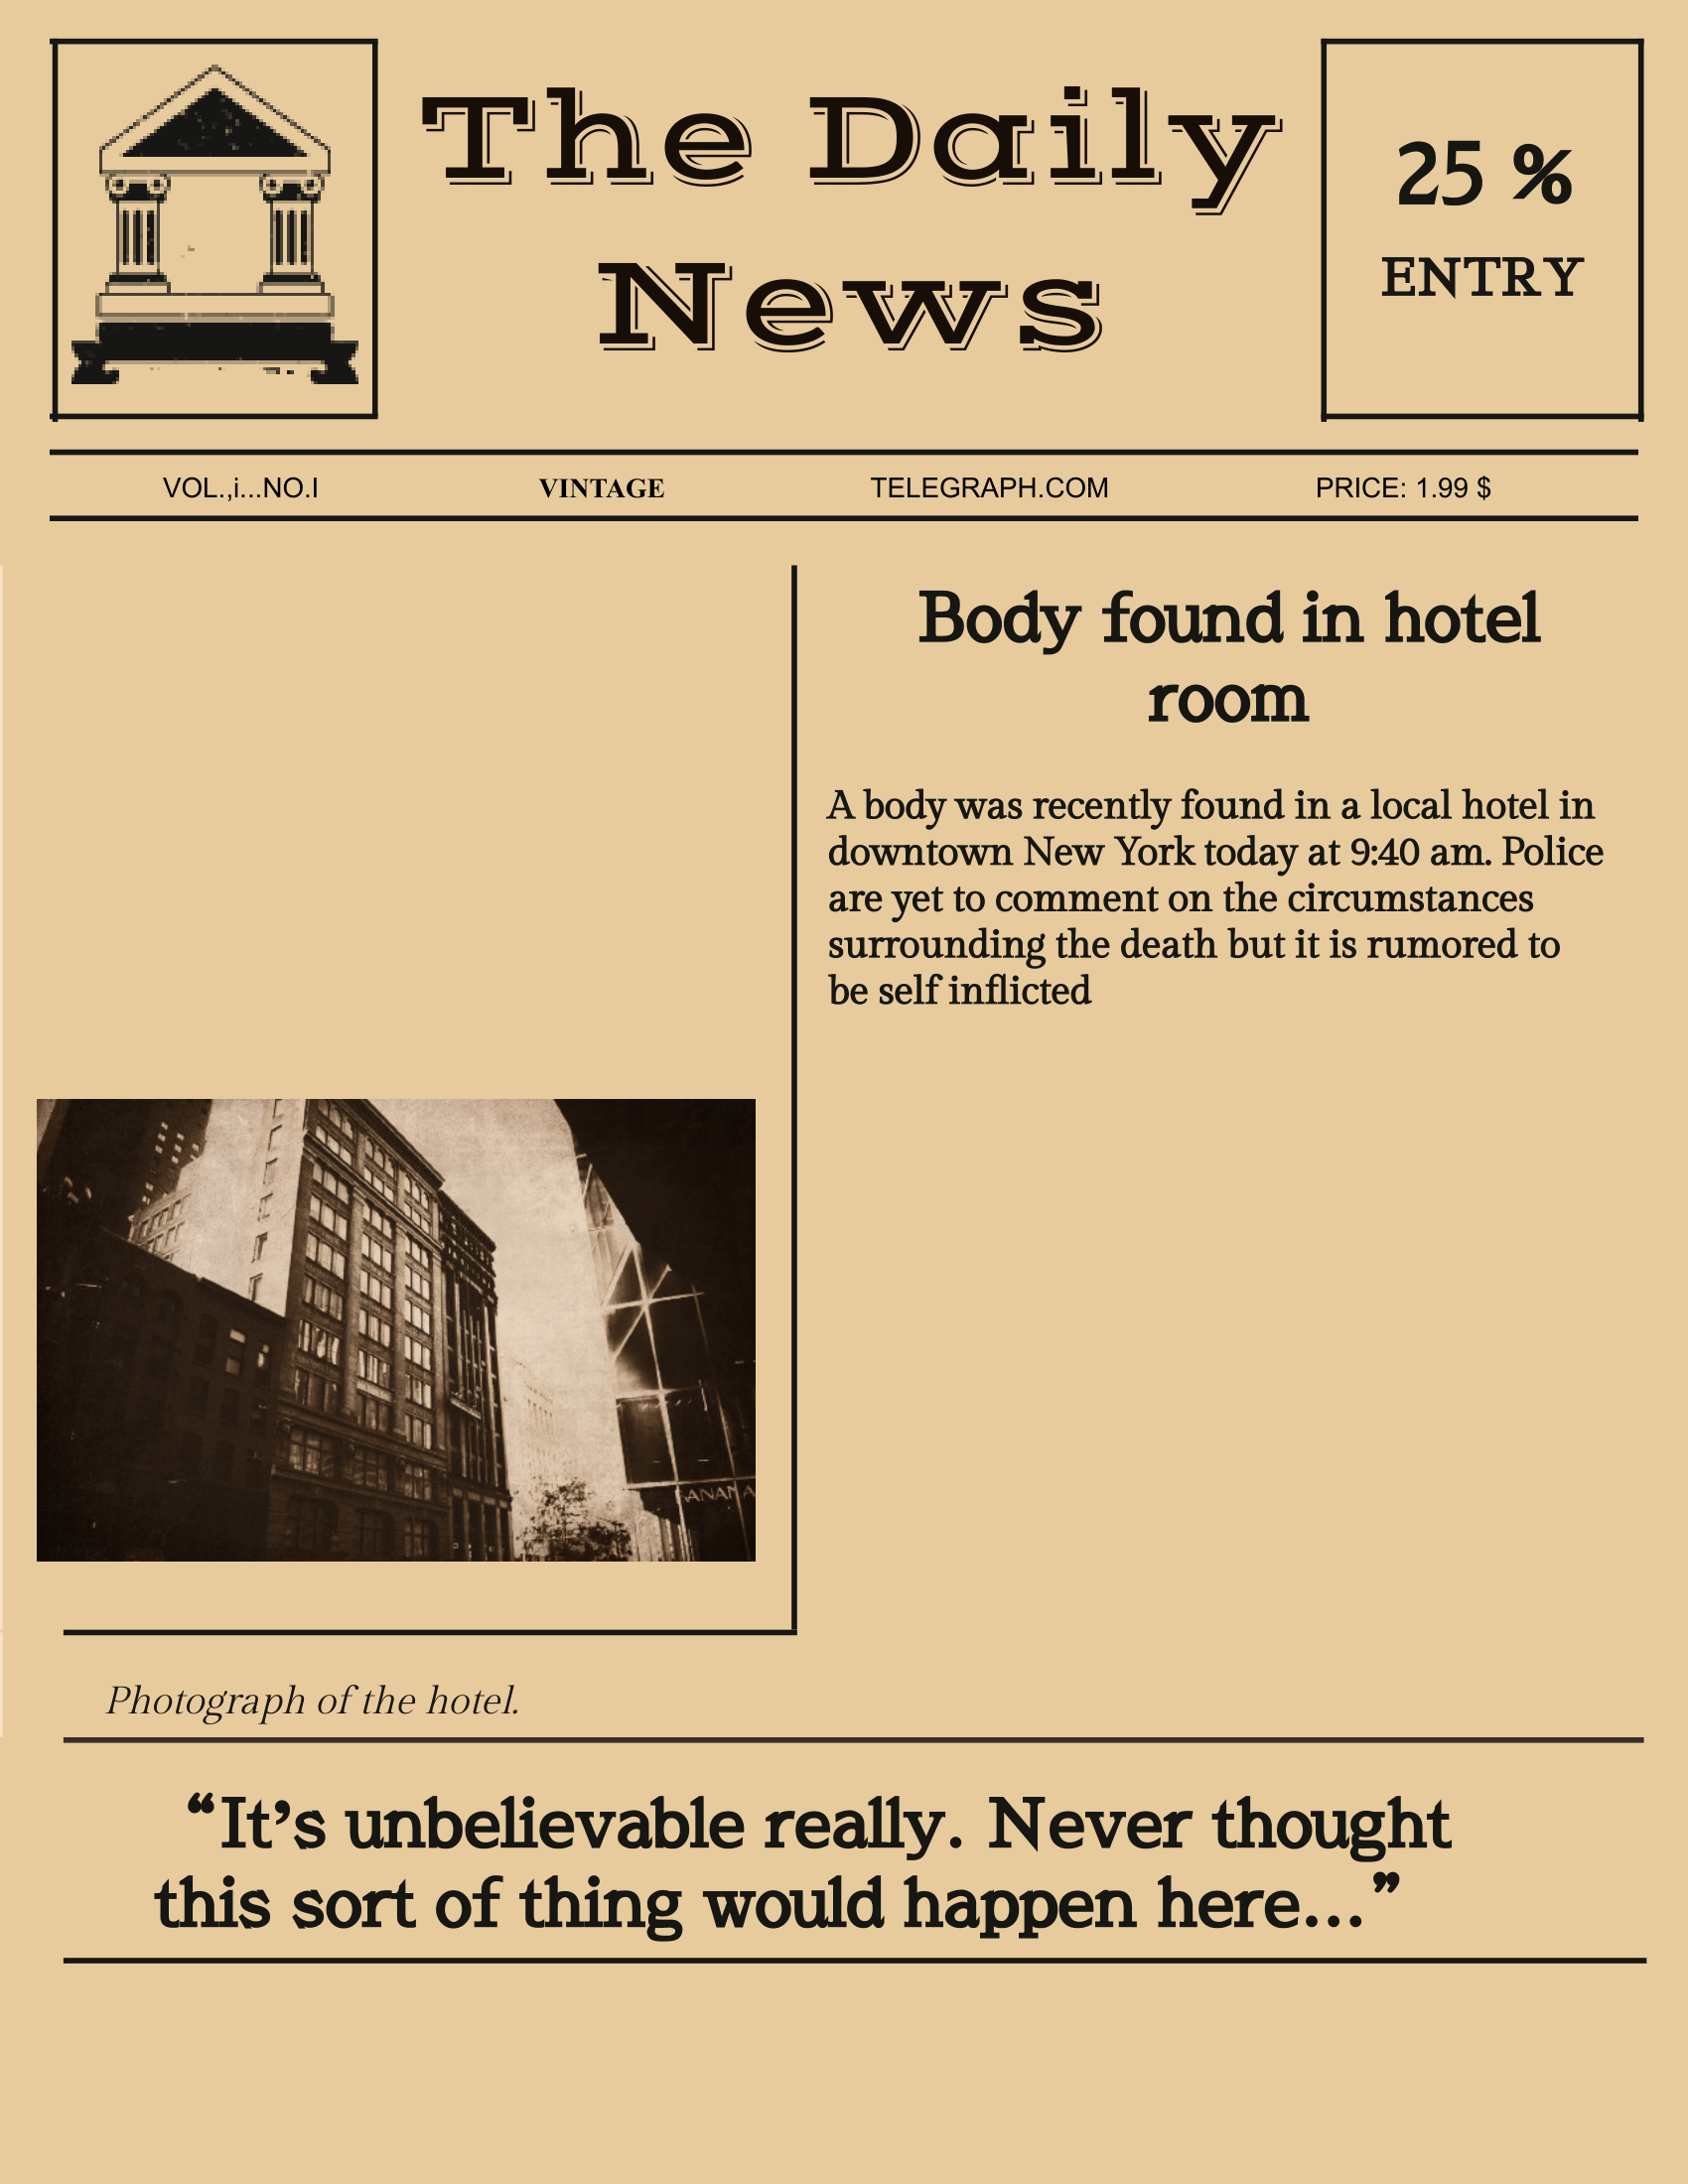 The Daily
News
25 %
ENTRY
VOL.,i...NO.I VINTAGE TELEGRAPH.COM PRICE: 1.99 $
Body found in hotel
room
A body was recently found in a local hotel in
downtown New York today at 9:40 am. Police
are yet to comment on the circumstances
surrounding the death but it is rumored to
be self inflicted
Photograph of the hotel.
“It’s unbelievable really. Never thought
this sort of thing would happen here...”